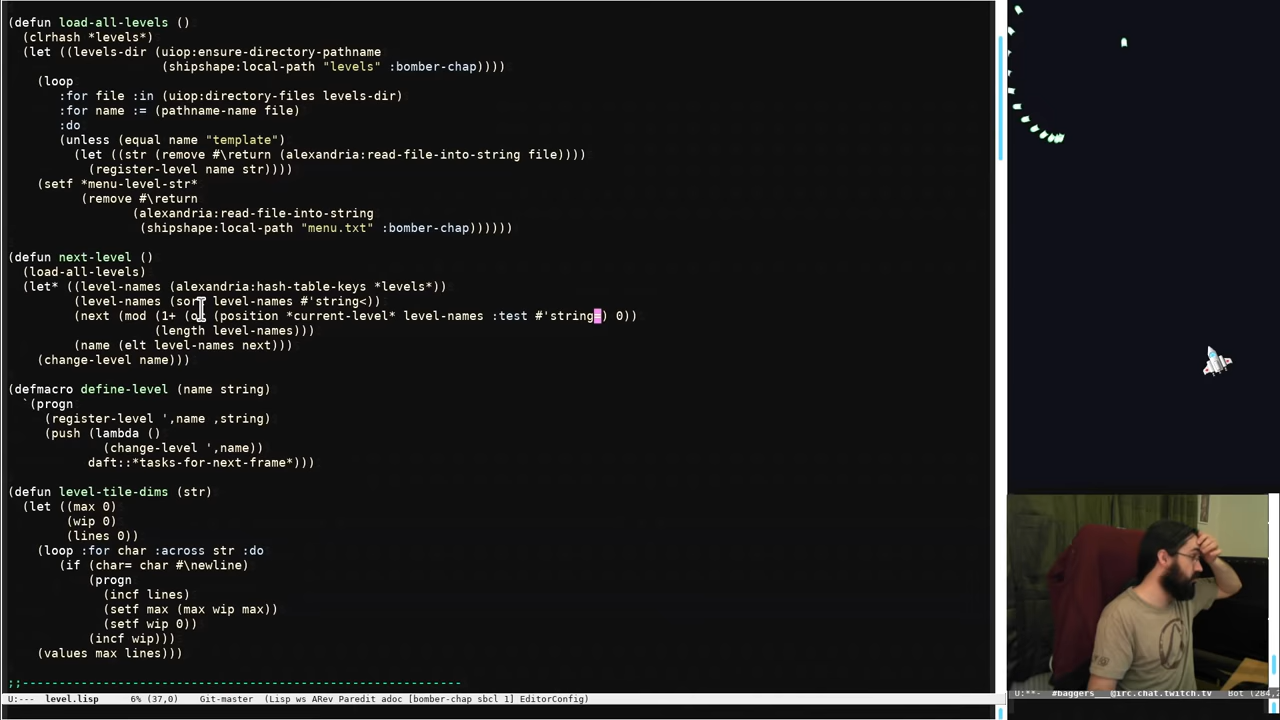 (defun load-all-levels ()
  (clrhash *levels*)
  (let ((levels-dir (uiop:ensure-directory-pathname
                     (shipshape:local-path "levels" :bomber-chap))))
    (loop
       :for file :in (uiop:directory-files levels-dir)
       :for name := (pathname-name file)
       :do
       (unless (equal name "template")
         (let ((str (remove #\return (alexandria:read-file-into-string file))))
           (register-level name str))))
    (setf *menu-level-str*
          (remove #\return
                 (alexandria:read-file-into-string
                  (shipshape:local-path "menu.txt" :bomber-chap))))))
(defun next-level ()
  (load-all-levels)
  (let* ((level-names (alexandria:hash-table-keys *levels*))
         (level-names (sort level-names #'string<))
         (next (mod (1+ (or (position *current-level* level-names :test #'string=) 0))
                    (length level-names)))
         (name (elt level-names next)))
    (change-level name)))
(defmacro define-level (name string)
  `(progn
     (register-level ',name ,string)
     (push (lambda ()
             (change-level ',name))
           daft::*tasks-for-next-frame*)))
(defun level-tile-dims (str)
  (let ((max 0)
        (wip 0)
        (lines 0))
    (loop :for char :across str :do
       (if (char= char #\newline)
           (progn
             (incf lines)
             (setf max (max wip max))
             (setf wip 0))
           (incf wip)))
    (values max lines)))
;;------------------------------------------------------------
U:---  level.lisp     6% (37,0)     Git-master  (Lisp ws ARev Paredit adoc [bomber-chap sbcl 1] EditorConfig)
U:**-  #baggers__@irc.chat.twitch.tv   Bot (284,